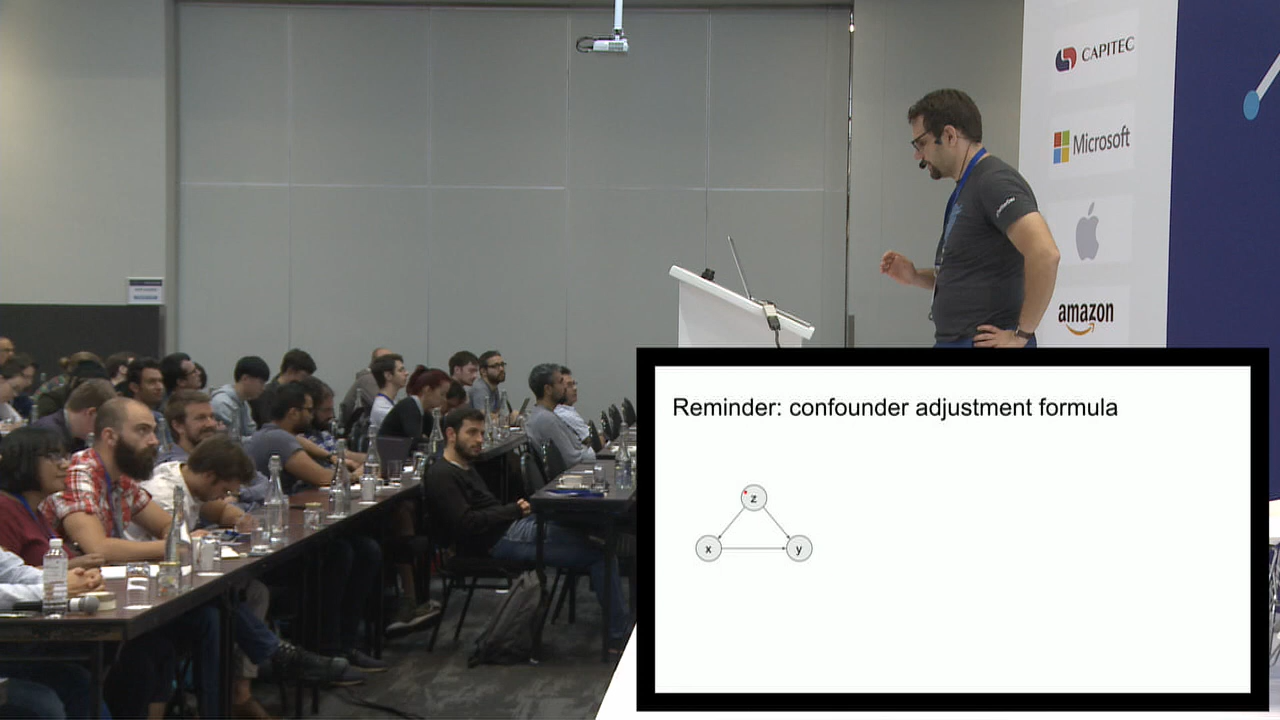 CAPITEC
Microsoft
amazon
Reminder: confounder adjustment formula
z
x
y